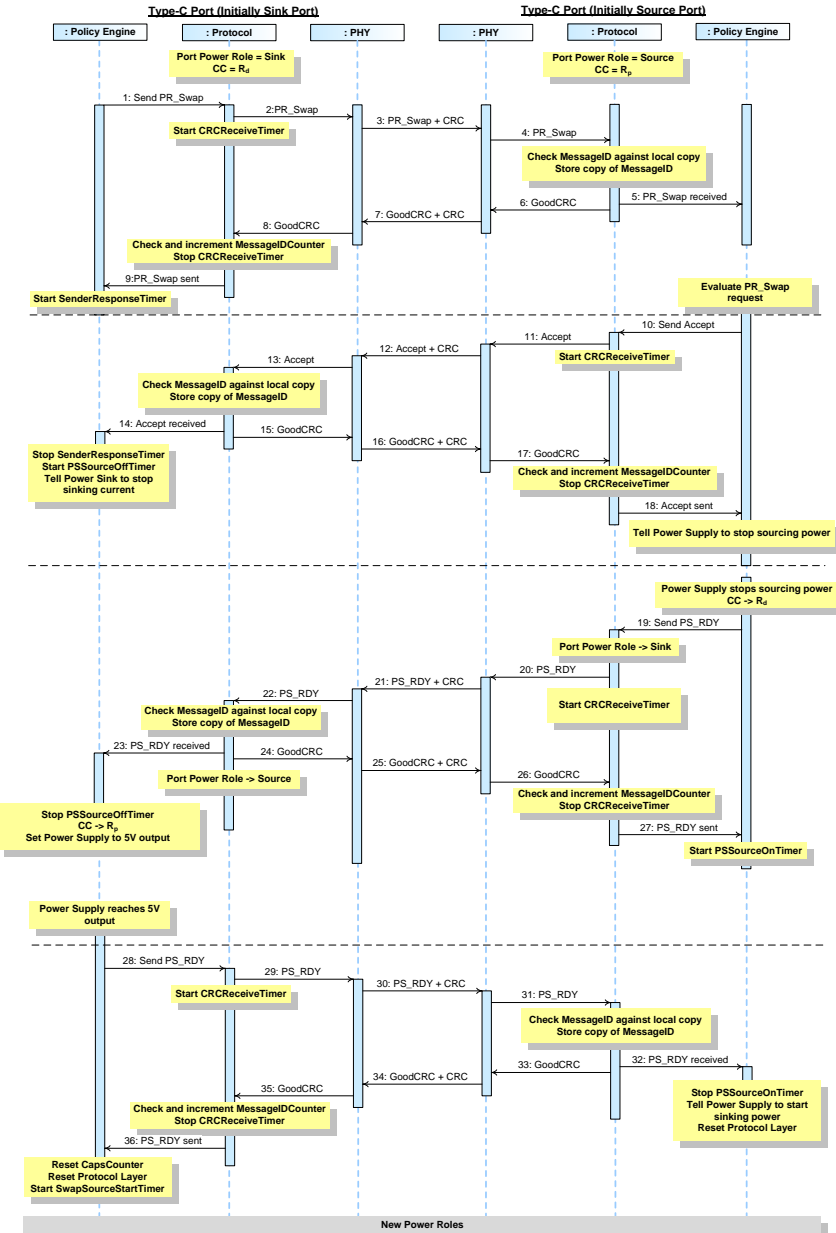 Type-C Port (Initially Sink Port)
Type-C Port (Initially Source Port)
: Policy Engine
: Protocol
: PHY
: PHY
: Protocol
: Policy Engine
Port Power Role = Sink
CC = Rd
Port Power Role = Source
CC = Rp
1: Send PR_Swap
2:PR_Swap
Start CRCReceiveTimer
3: PR_Swap + CRC
4: PR_Swap
Check MessageID against local copy
Store copy of MessageID
5: PR_Swap received
6: GoodCRC
7: GoodCRC + CRC
8: GoodCRC
Check and increment MessageIDCounter
Stop CRCReceiveTimer
9:PR_Swap sent
Start SenderResponseTimer
Evaluate PR_Swap
request
10: Send Accept
11: Accept
Start CRCReceiveTimer
12: Accept + CRC
13: Accept
Check MessageID against local copy
Store copy of MessageID
14: Accept received
15: GoodCRC
16: GoodCRC + CRC
17: GoodCRC
Stop SenderResponseTimer
Start PSSourceOffTimer
Tell Power Sink to stop
sinking current
Check and increment MessageIDCounter
Stop CRCReceiveTimer
18: Accept sent
Tell Power Supply to stop sourcing power
Power Supply stops sourcing power
CC -> Rd
19: Send PS_RDY
Port Power Role -> Sink
20: PS_RDY
21: PS_RDY + CRC
22: PS_RDY
Start CRCReceiveTimer
Check MessageID against local copy
Store copy of MessageID
23: PS_RDY received
24: GoodCRC
25: GoodCRC + CRC
26: GoodCRC
Port Power Role -> Source
Check and increment MessageIDCounter
Stop CRCReceiveTimer
Stop PSSourceOffTimer
CC -> Rp
Set Power Supply to 5V output
27: PS_RDY sent
Start PSSourceOnTimer
Power Supply reaches 5V
output
28: Send PS_RDY
29: PS_RDY
Start CRCReceiveTimer
30: PS_RDY + CRC
31: PS_RDY
Check MessageID against local copy
Store copy of MessageID
32: PS_RDY received
33: GoodCRC
34: GoodCRC + CRC
35: GoodCRC
Stop PSSourceOnTimer
Tell Power Supply to start
sinking power
Reset Protocol Layer
Check and increment MessageIDCounter
Stop CRCReceiveTimer
36: PS_RDY sent
Reset CapsCounter
Reset Protocol Layer
Start SwapSourceStartTimer
New Power Roles